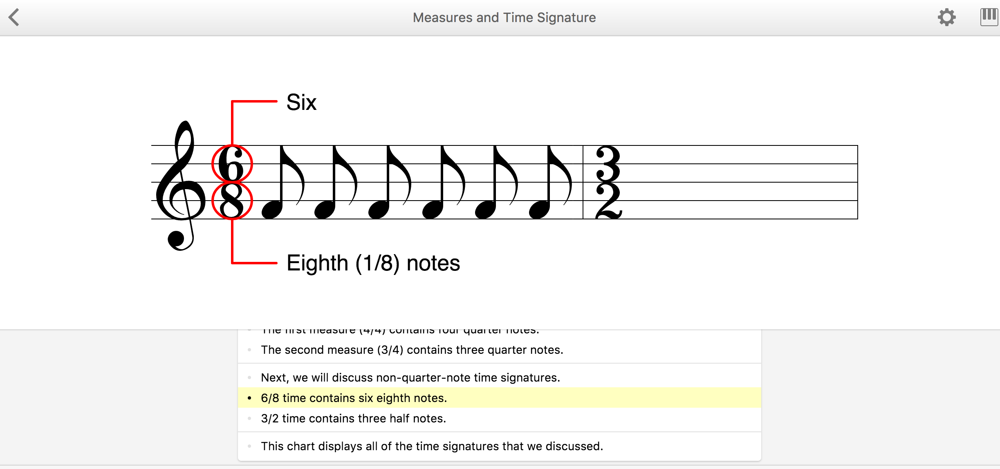 Measures and Time Signature
Six
6
8
3
2
Eighth (1/8) notes
The first measure (4/4) contains four quarter notes.
The second measure (3/4) contains three quarter notes.
Next, we will discuss non-quarter-note time signatures.
6/8 time contains six eighth notes.
3/2 time contains three half notes.
This chart displays all of the time signatures that we discussed.